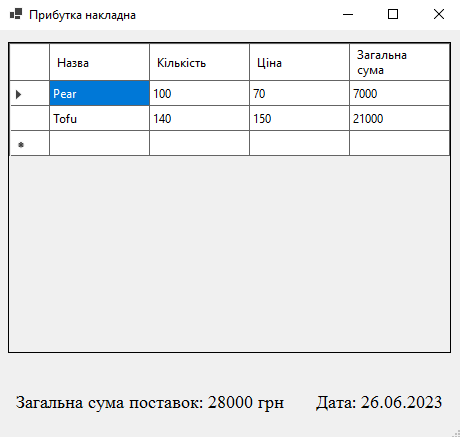 Прибутка накладна
Назва Кількість Ціна Загальна
сума
Pear 100 70 7000
Tofu 140 150 21000
Загальна сума поставок: 28000 грн Дата: 26.06.2023